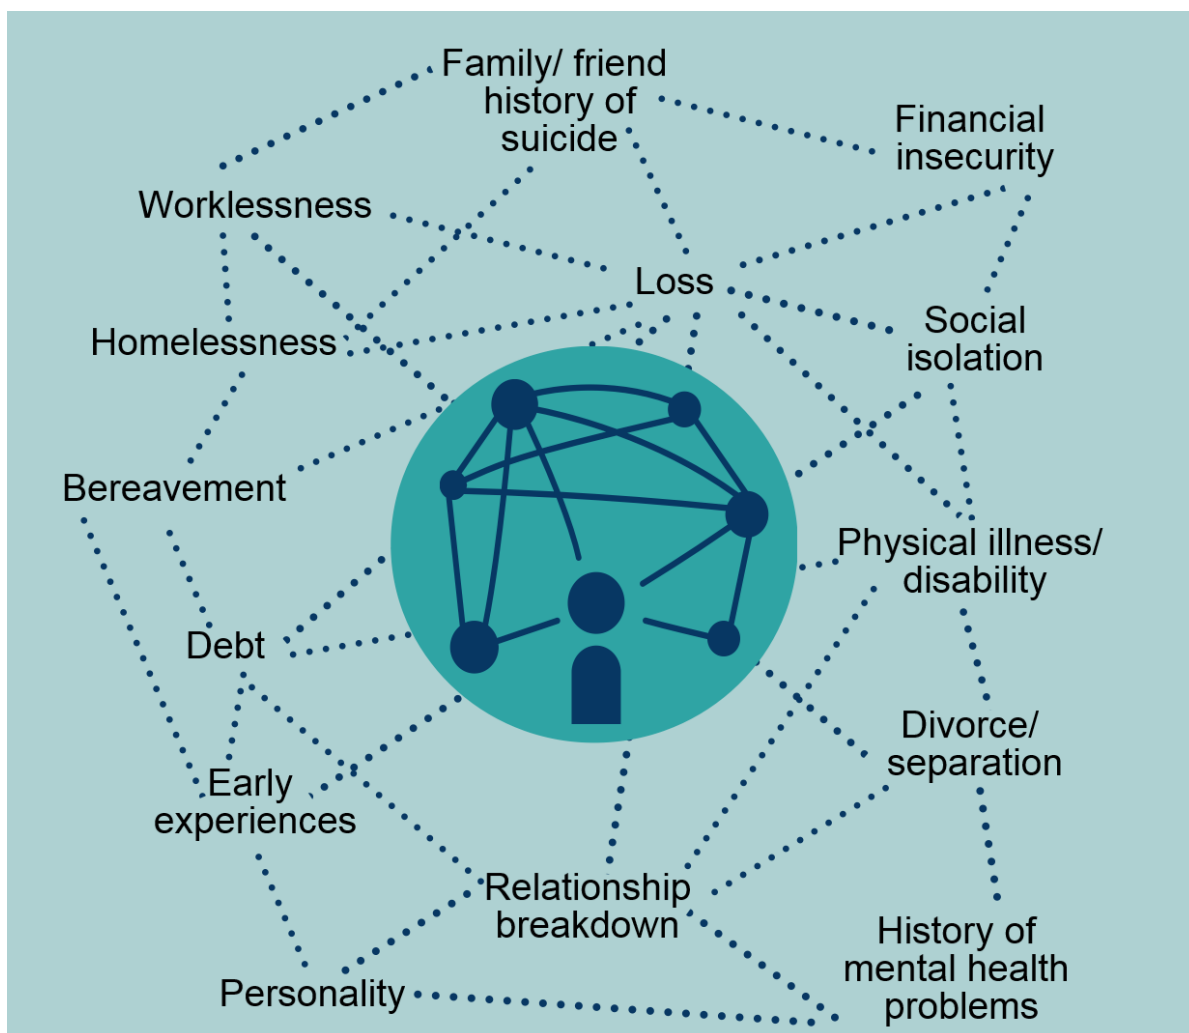 Family/ friend
history of
suicide
Financial
insecurity
Worklessness
Loss
Social
isolation
Homelessness
Bereavement
Physical illness/
disability
Debt
Divorce/
separation
Early
experiences
Relationship
breakdown
History of
mental health
problems
Personality